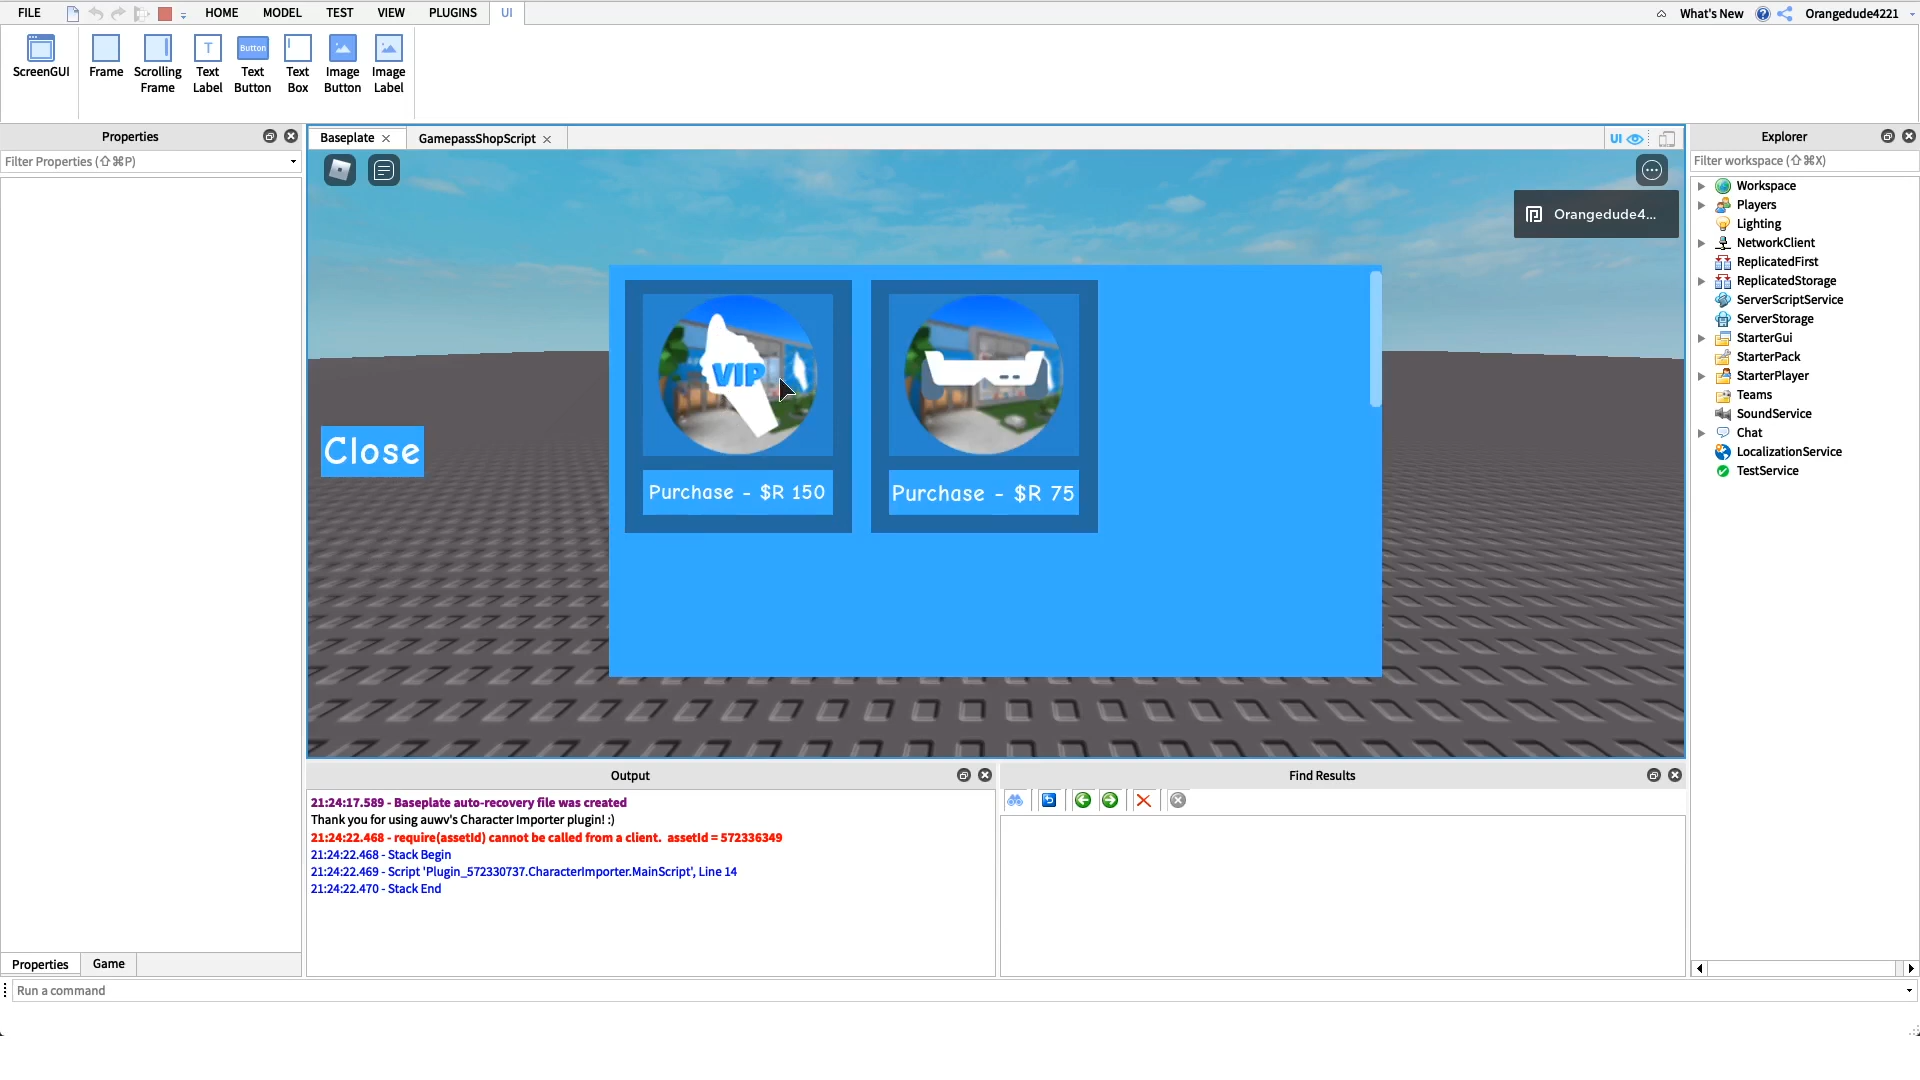 FILE HOME MODEL TEST VIEW PLUGINS UI What's New Orangedude4221
ScreenGUI
Frame
Scrolling
Frame
Text
Label
Button
Text
Button
Text
Box
Image
Button
Image
Label
Properties
Filter Properties (⇧⌘P)
Properties Game
Baseplate GamepassShopScript UI
Orangedude4...
VIP
Close
Purchase - $R 150
Purchase - $R 75
Output
21:24:17.589 - Baseplate auto-recovery file was created
Thank you for using auwv's Character Importer plugin! :)
21:24:22.468 - require(assetId) cannot be called from a client. assetId = 572336349
21:24:22.468 - Stack Begin
21:24:22.469 - Script 'Plugin_572330737.CharacterImporter.MainScript', Line 14
21:24:22.470 - Stack End
Find Results
Explorer
Filter workspace (⇧⌘X)
Workspace
Players
Lighting
NetworkClient
ReplicatedFirst
ReplicatedStorage
ServerScriptService
ServerStorage
StarterGui
StarterPack
StarterPlayer
Teams
SoundService
Chat
LocalizationService
TestService
Run a command